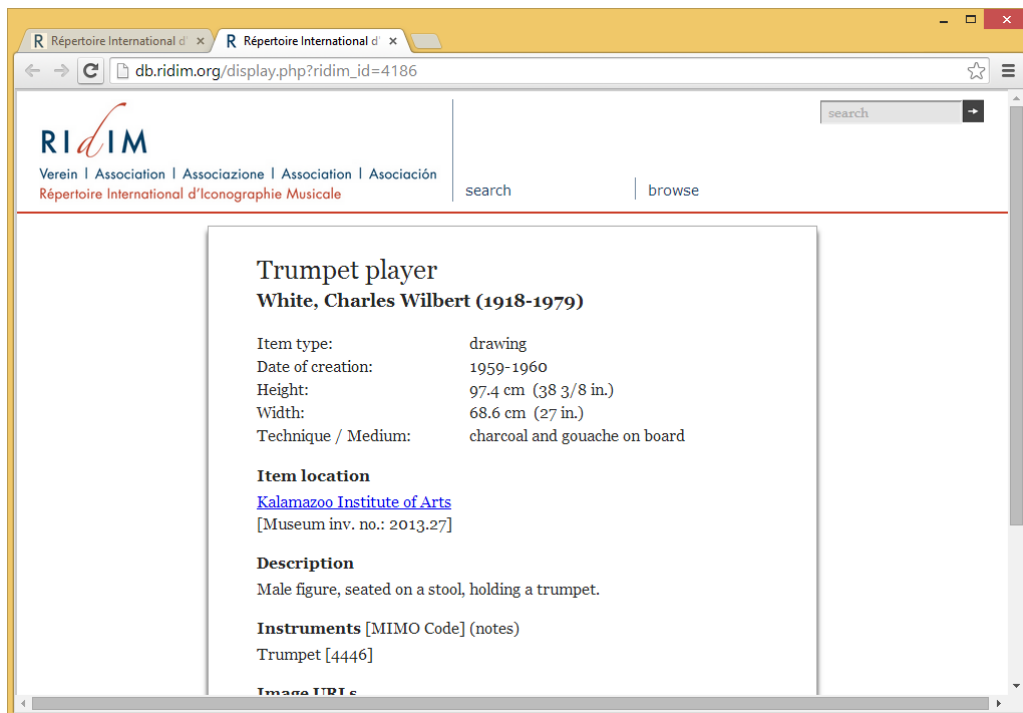 Répertoire International d'
Répertoire International d'
db.ridim.org/display.php?ridim_id=4186
RIdIM
Verein | Association | Associazione | Association | Asociación
Répertoire International d'Iconographie Musicale
search
browse
search
Trumpet player
White, Charles Wilbert (1918-1979)
Item type: drawing
Date of creation: 1959-1960
Height: 97.4 cm (38 3/8 in.)
Width: 68.6 cm (27 in.)
Technique / Medium: charcoal and gouache on board
Item location
Kalamazoo Institute of Arts
[Museum inv. no.: 2013.27]
Description
Male figure, seated on a stool, holding a trumpet.
Instruments [MIMO Code] (notes)
Trumpet [4446]
Image URLs